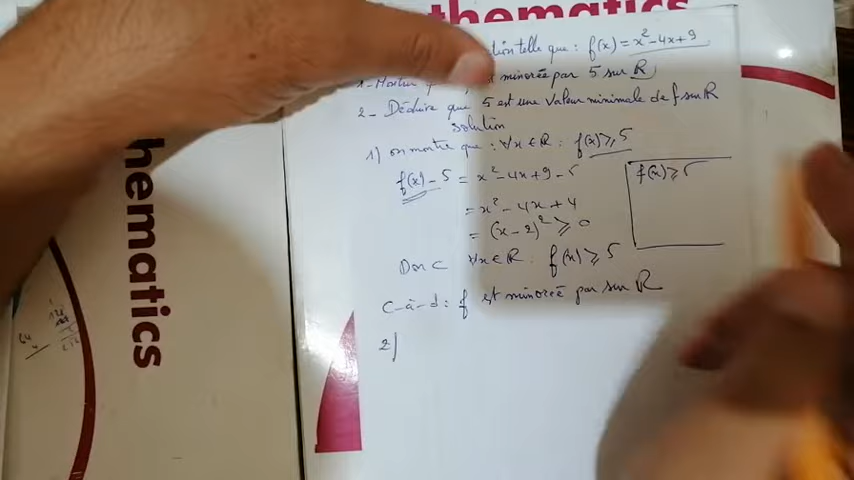 thematics
tion telle que : f(x) = x²-4x+9
1-Montrer que minorée par 5 sur ℝ
2- Déduire que 5 est une valeur minimale de f sur ℝ
solution
1) on montre que : ∀x ∈ ℝ : f(x) ⩾ 5
f(x) - 5 = x² - 4x + 9 - 5
= x² - 4x + 4
= (x-2)² ⩾ 0
f(x) ⩾ 5
Donc ∀x ∈ ℝ : f(x) ⩾ 5
c-à-d : f est minorée par sur ℝ
2)
hematics